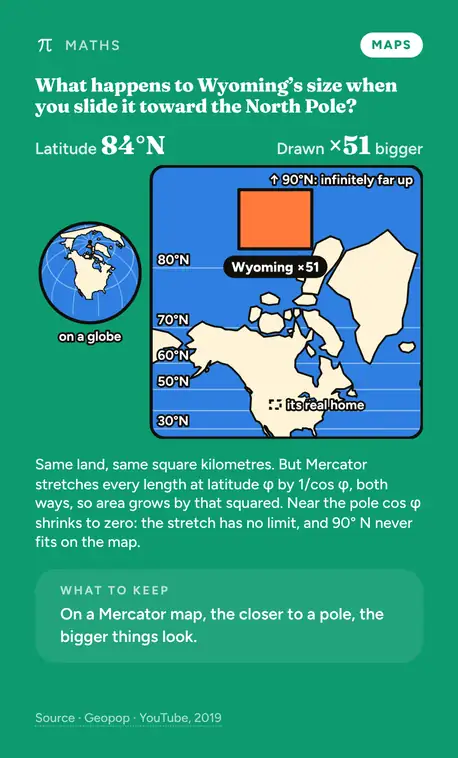 π MATHS
MAPS
What happens to Wyoming's size when
you slide it toward the North Pole?
Latitude 84°N
Drawn ×51 bigger
↑ 90°N: infinitely far up
80°N
Wyoming ×51
70°N
on a globe
60°N
50°N
its real home
30°N
Same land, same square kilometres. But Mercator
stretches every length at latitude φ by 1/cos φ, both
ways, so area grows by that squared. Near the pole cos φ
shrinks to zero: the stretch has no limit, and 90° N never
fits on the map.
WHAT TO KEEP
On a Mercator map, the closer to a pole, the
bigger things look.
Source · Geopop · YouTube, 2019